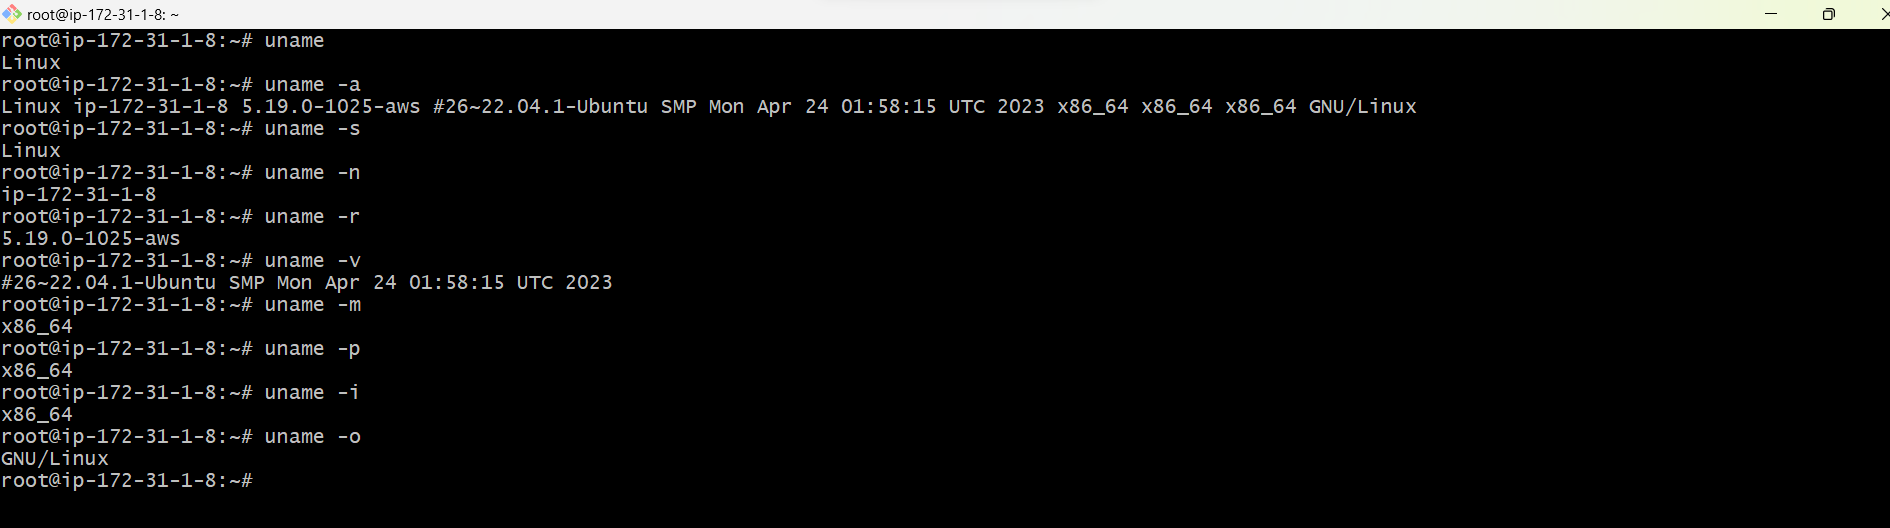 root@ip-172-31-1-8: ~
root@ip-172-31-1-8:~# uname
Linux
root@ip-172-31-1-8:~# uname -a
Linux ip-172-31-1-8 5.19.0-1025-aws #26~22.04.1-Ubuntu SMP Mon Apr 24 01:58:15 UTC 2023 x86_64 x86_64 x86_64 GNU/Linux
root@ip-172-31-1-8:~# uname -s
Linux
root@ip-172-31-1-8:~# uname -n
ip-172-31-1-8
root@ip-172-31-1-8:~# uname -r
5.19.0-1025-aws
root@ip-172-31-1-8:~# uname -v
#26~22.04.1-Ubuntu SMP Mon Apr 24 01:58:15 UTC 2023
root@ip-172-31-1-8:~# uname -m
x86_64
root@ip-172-31-1-8:~# uname -p
x86_64
root@ip-172-31-1-8:~# uname -i
x86_64
root@ip-172-31-1-8:~# uname -o
GNU/Linux
root@ip-172-31-1-8:~#